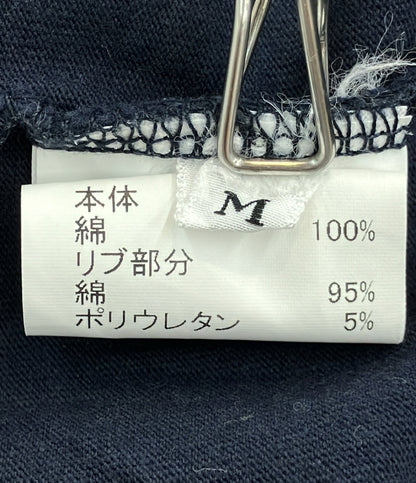 M
本体
綿 100%
リブ部分
綿 95%
ポリウレタン 5%